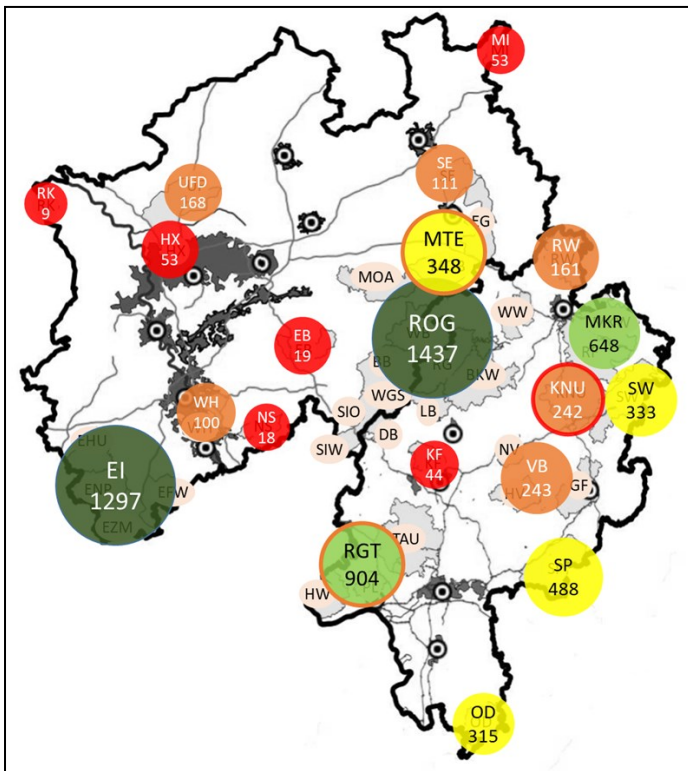 MI
53
SE
111
UFD
168
RK
9
EG
HX
53
MTE
348
RW
161
MOA
WW
ROG
1437
MKR
648
EB
19
BB
RG
BKW
WGS
KNU
242
SW
333
WH
100
NS
18
SIO
LB
DB
SIW
EHU
KF
44
NV
VB
243
HV
GF
EI
1297
ENP
EFW
EZM
TAU
RGT
904
HW
SP
488
OD
315